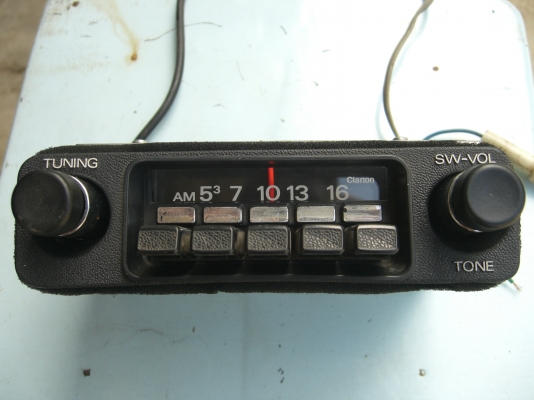 TUNING
SW-VOL
Clarion
AM 5³ 7 10 13 16
TONE